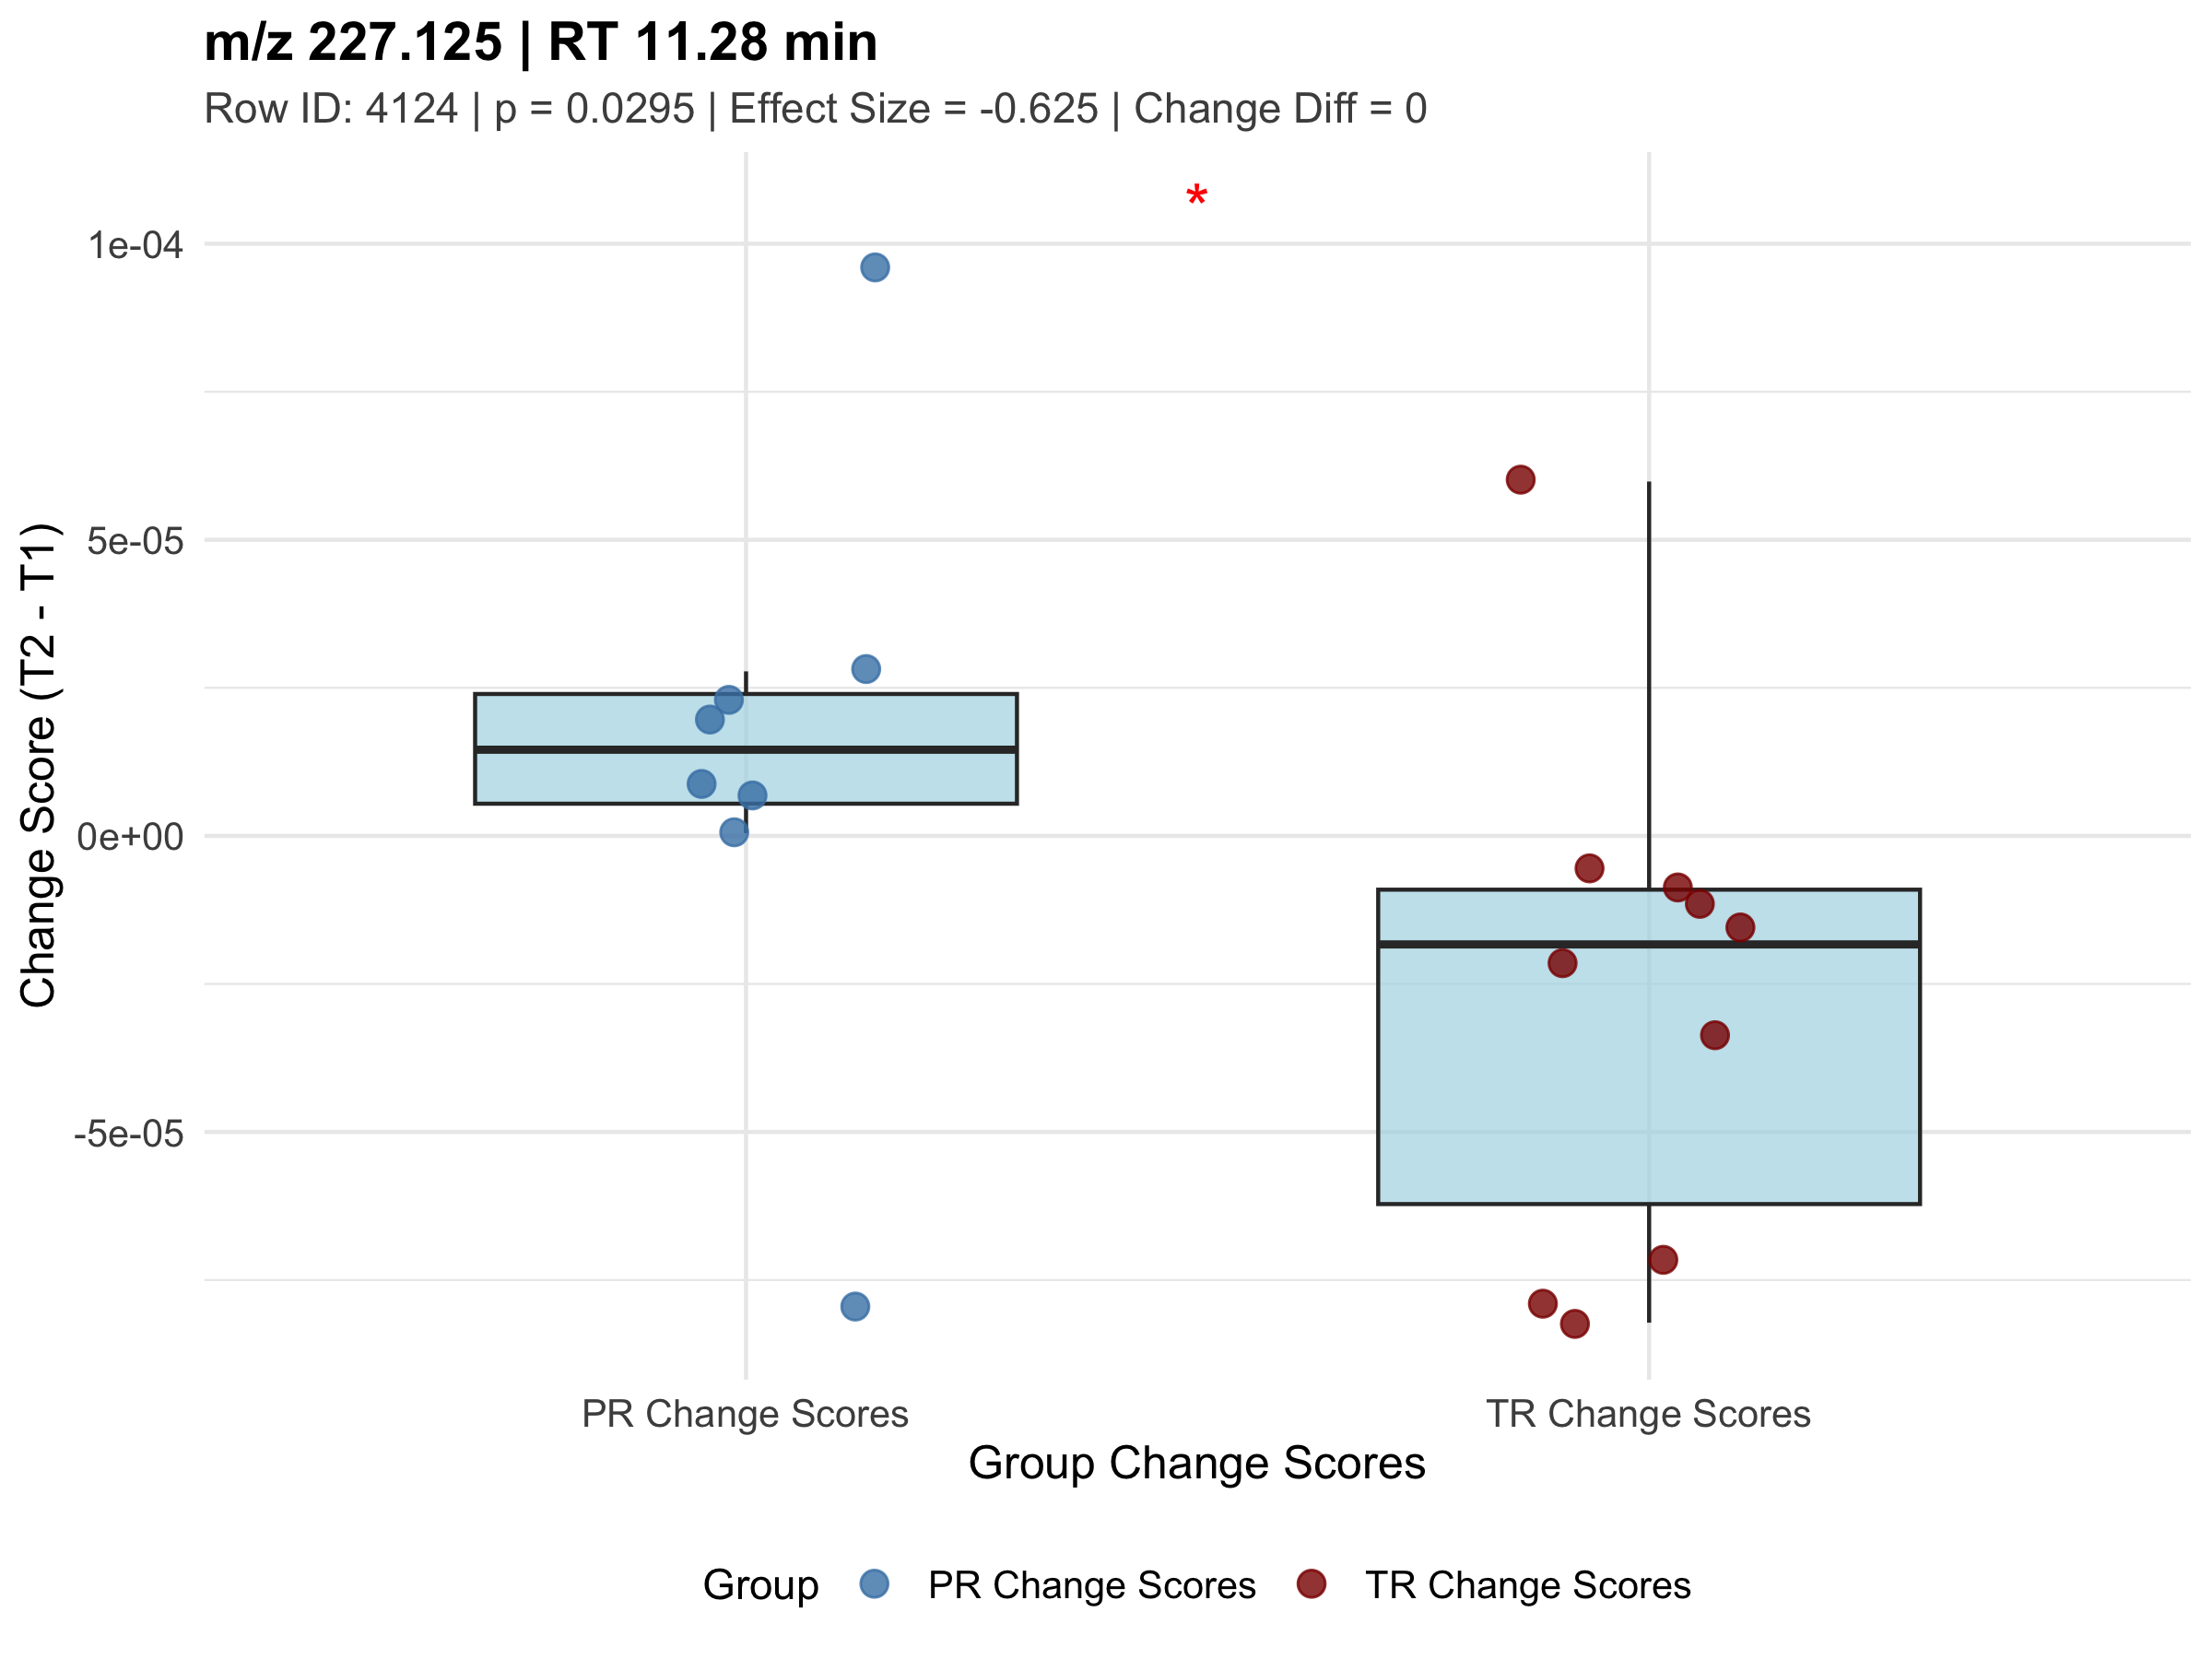 m/z 227.125 | RT 11.28 min
Row ID: 4124 | p = 0.0295 | Effect Size = -0.625 | Change Diff = 0
*
1e-04
5e-05
0e+00
-5e-05
Change Score (T2 - T1)
PR Change Scores
TR Change Scores
Group Change Scores
Group
PR Change Scores
TR Change Scores